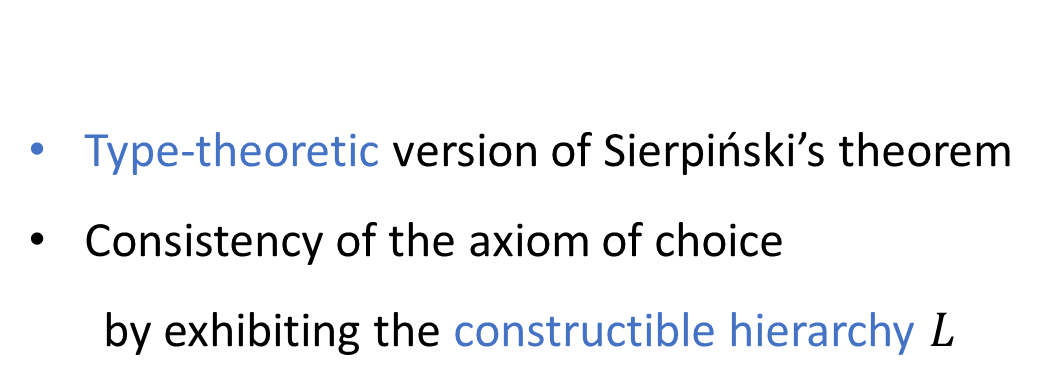 • Type-theoretic version of Sierpiński’s theorem
• Consistency of the axiom of choice
by exhibiting the constructible hierarchy L